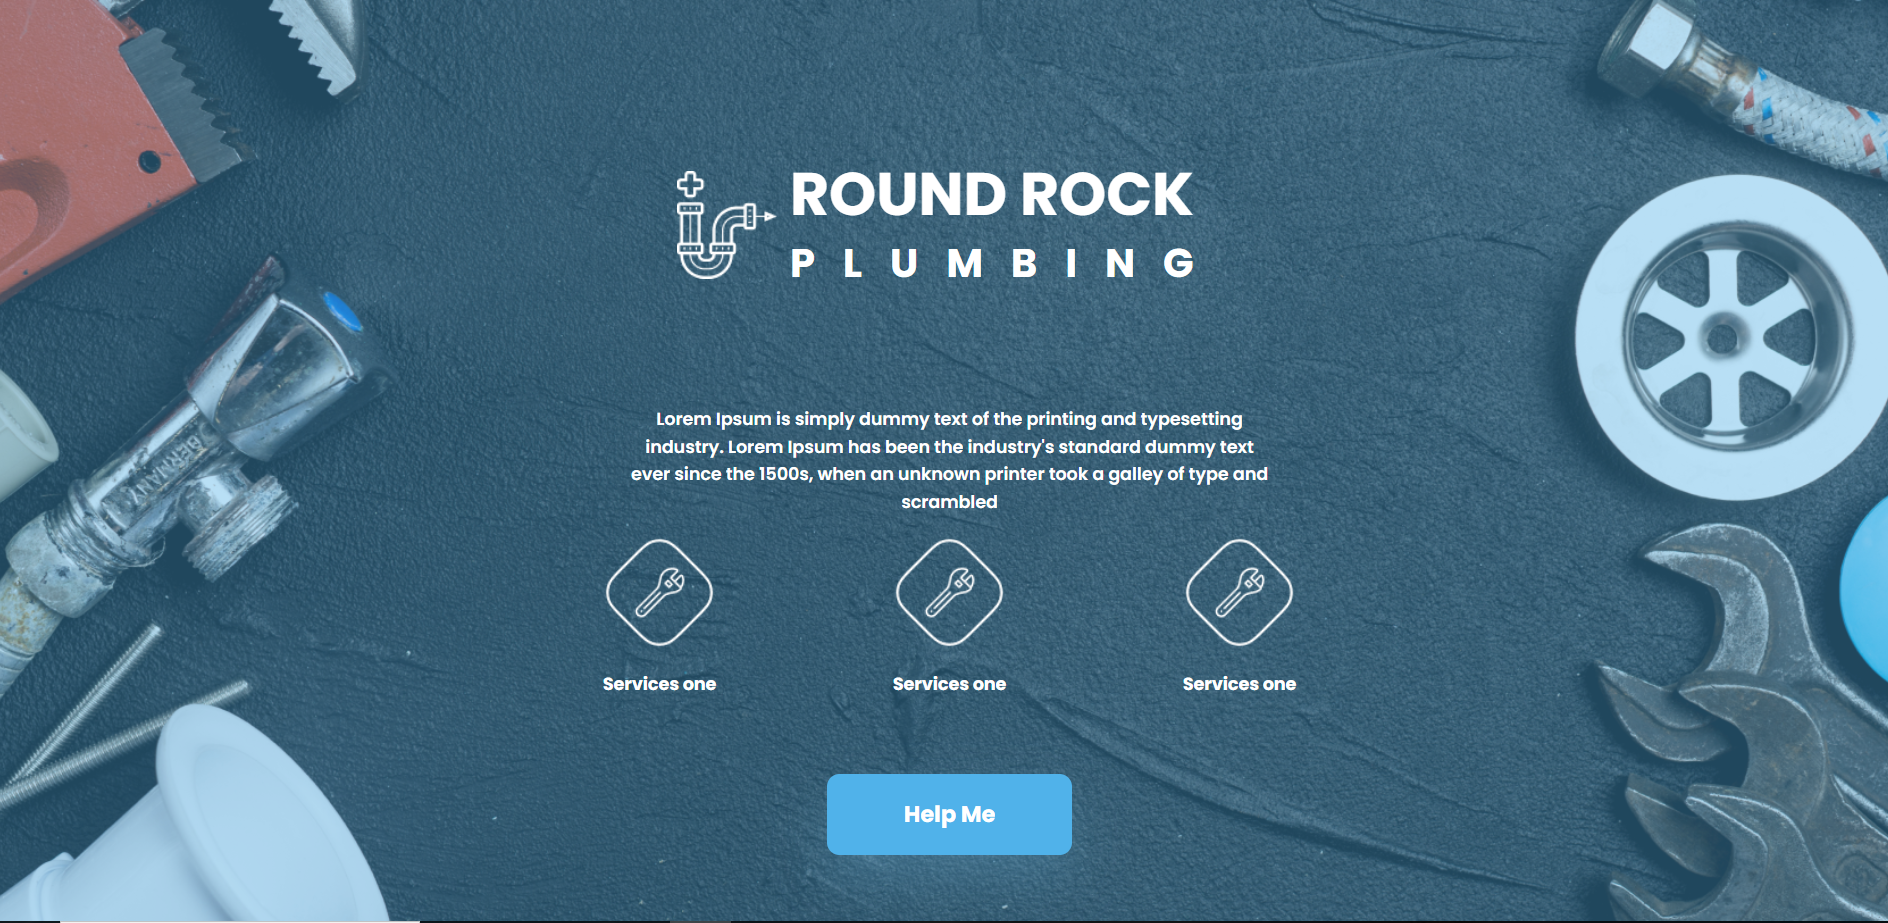 ROUND ROCK
PLUMBING
Lorem Ipsum is simply dummy text of the printing and typesetting
industry. Lorem Ipsum has been the industry's standard dummy text
ever since the 1500s, when an unknown printer took a galley of type and
scrambled
Services one
Services one
Services one
Help Me
GERMANY